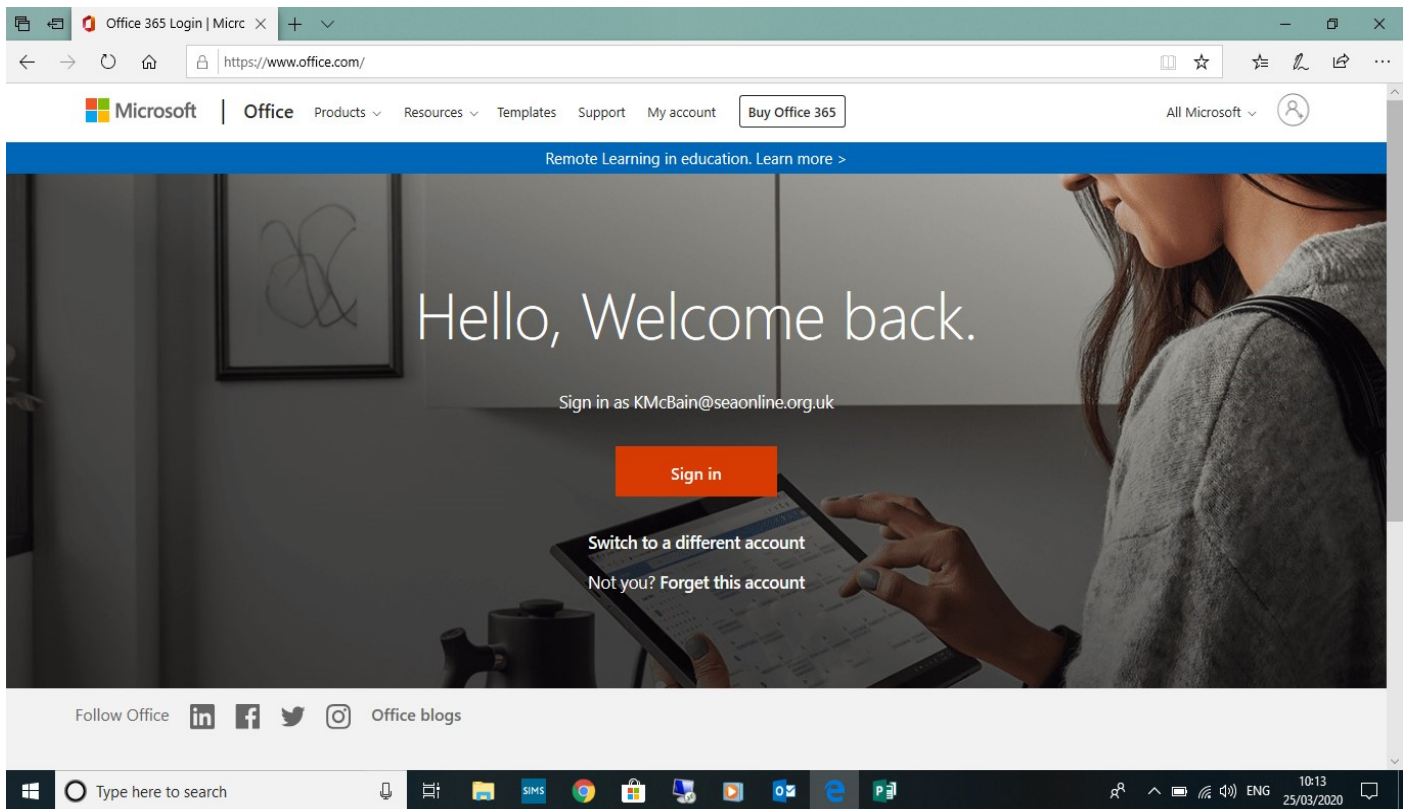 Office 365 Login | Micrc
https://www.office.com/
Microsoft | Office Products Resources Templates Support My account Buy Office 365 All Microsoft
Remote Learning in education. Learn more >
Hello, Welcome back.
Sign in as KMcBain@seaonline.org.uk
Sign in
Switch to a different account
Not you? Forget this account
Follow Office in f Office blogs
Type here to search SIMS ENG 10:13
25/03/2020